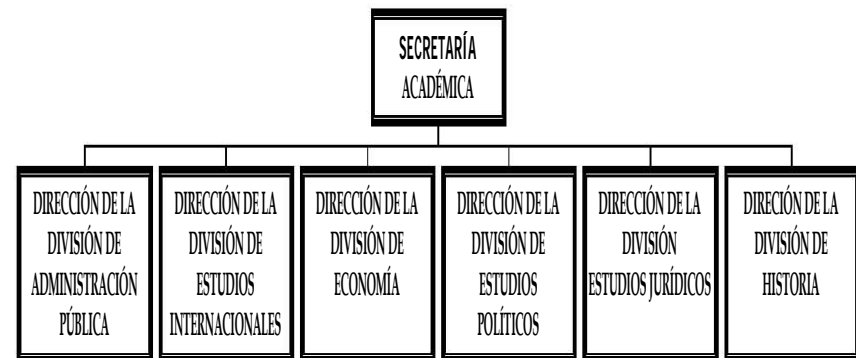 SECRETARÍA
ACADÉMICA
DIRECCIÓN DE LA
DIVISIÓN DE
ADMINISTRACIÓN
PÚBLICA
DIRECCIÓN DE LA
DIVISIÓN DE
ESTUDIOS
INTERNACIONALES
DIRECCIÓN DE LA
DIVISIÓN DE
ECONOMÍA
DIRECCIÓN DE LA
DIVISIÓN DE
ESTUDIOS
POLÍTICOS
DIRECCIÓN DE LA
DIVISIÓN
ESTUDIOS JURÍDICOS
DIRECIÓN DE LA
DIVISIÓN DE
HISTORIA